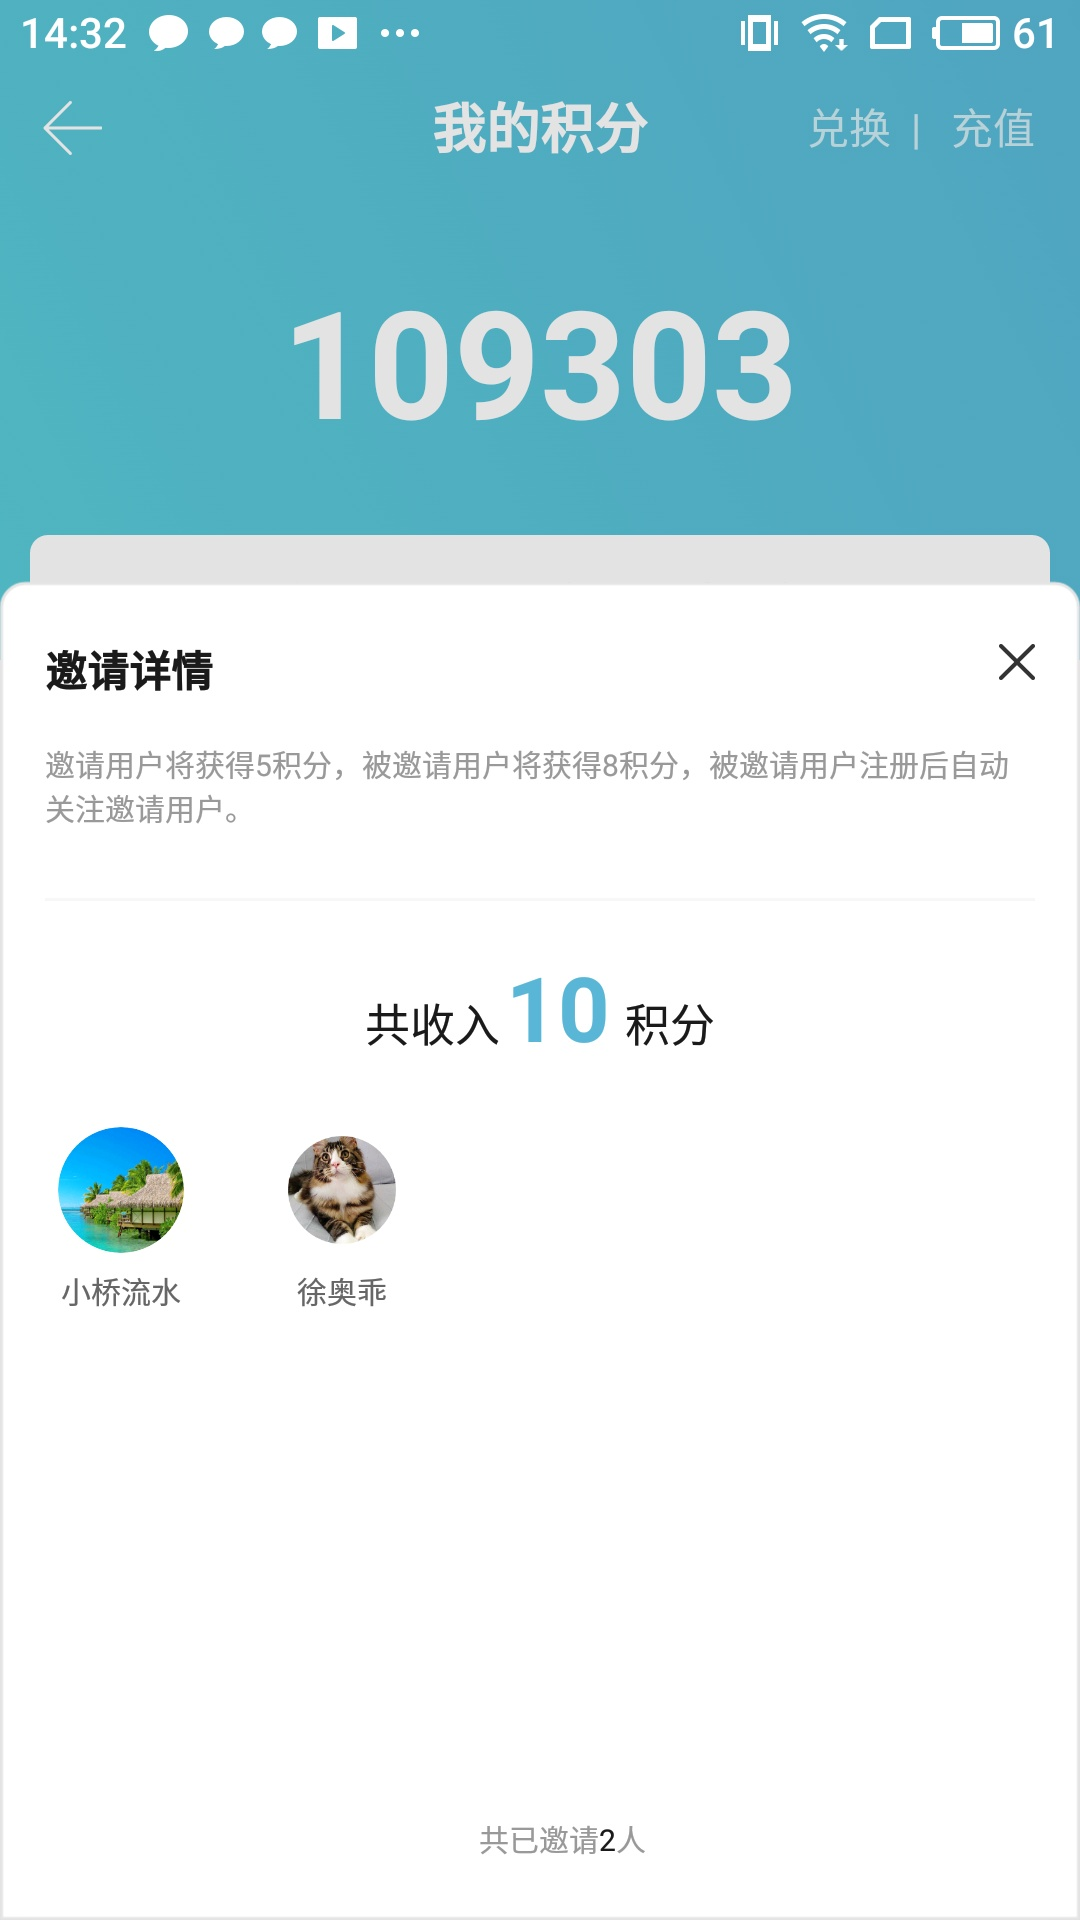 14:32 61
我的积分 兑换 | 充值
109303
邀请详情
邀请用户将获得5积分，被邀请用户将获得8积分，被邀请用户注册后自动
关注邀请用户。
共收入10 积分
小桥流水 徐奥乖
共已邀请2人